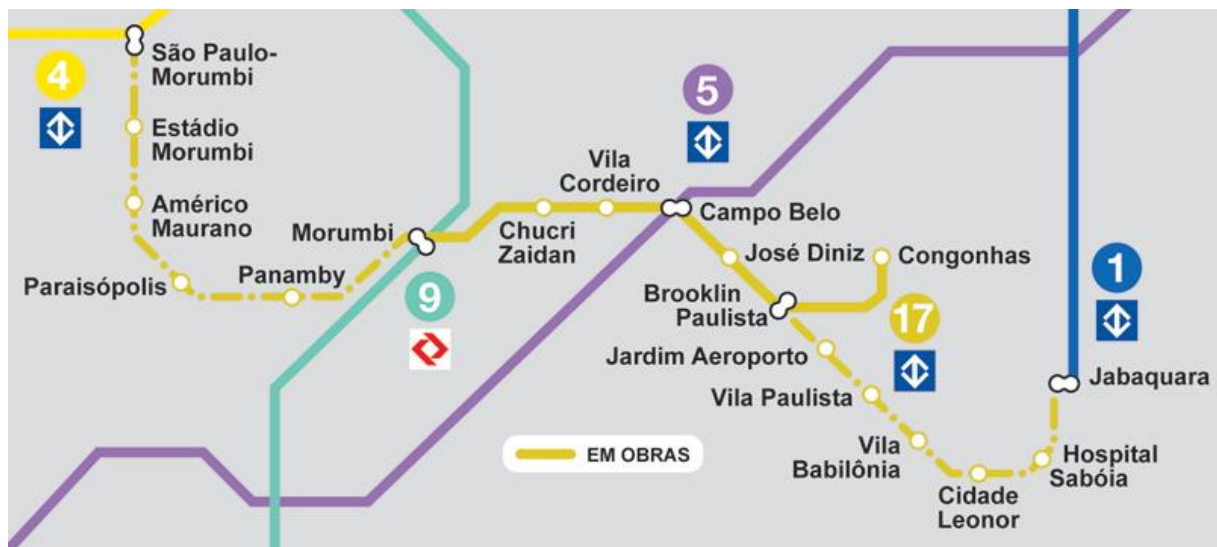 4
São Paulo-
Morumbi
Estádio
Morumbi
Américo
Maurano
Paraisópolis
Panamby
Morumbi
9
Chucri
Zaidan
Vila
Cordeiro
5
Campo Belo
José Diniz
Congonhas
Brooklin
Paulista
17
1
Jardim Aeroporto
Jabaquara
Vila Paulista
Vila
Babilônia
Cidade
Leonor
Hospital
Sabóia
EM OBRAS